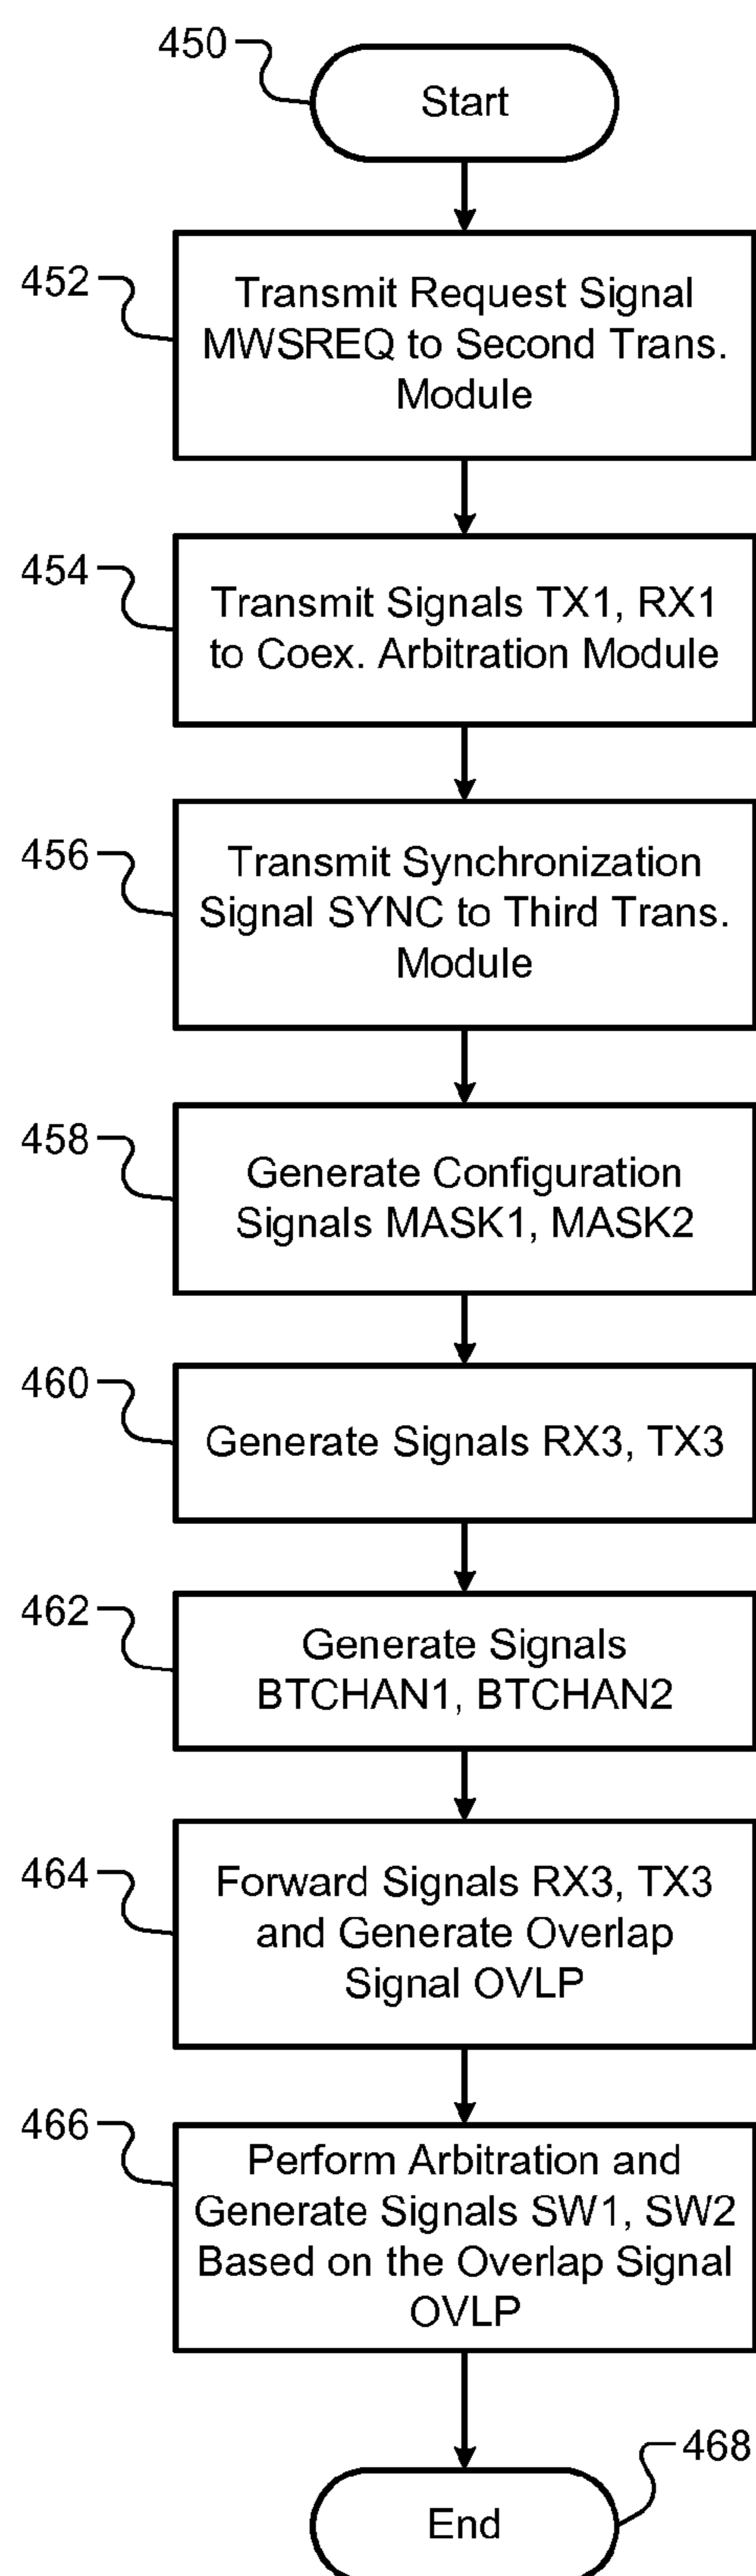 450
Start
452
Transmit Request Signal
MWSREQ to Second Trans.
Module
454
Transmit Signals TX1, RX1
to Coex. Arbitration Module
456
Transmit Synchronization
Signal SYNC to Third Trans.
Module
458
Generate Configuration
Signals MASK1, MASK2
460
Generate Signals RX3, TX3
462
Generate Signals
BTCHAN1, BTCHAN2
464
Forward Signals RX3, TX3
and Generate Overlap
Signal OVLP
466
Perform Arbitration and
Generate Signals SW1, SW2
Based on the Overlap Signal
OVLP
468
End